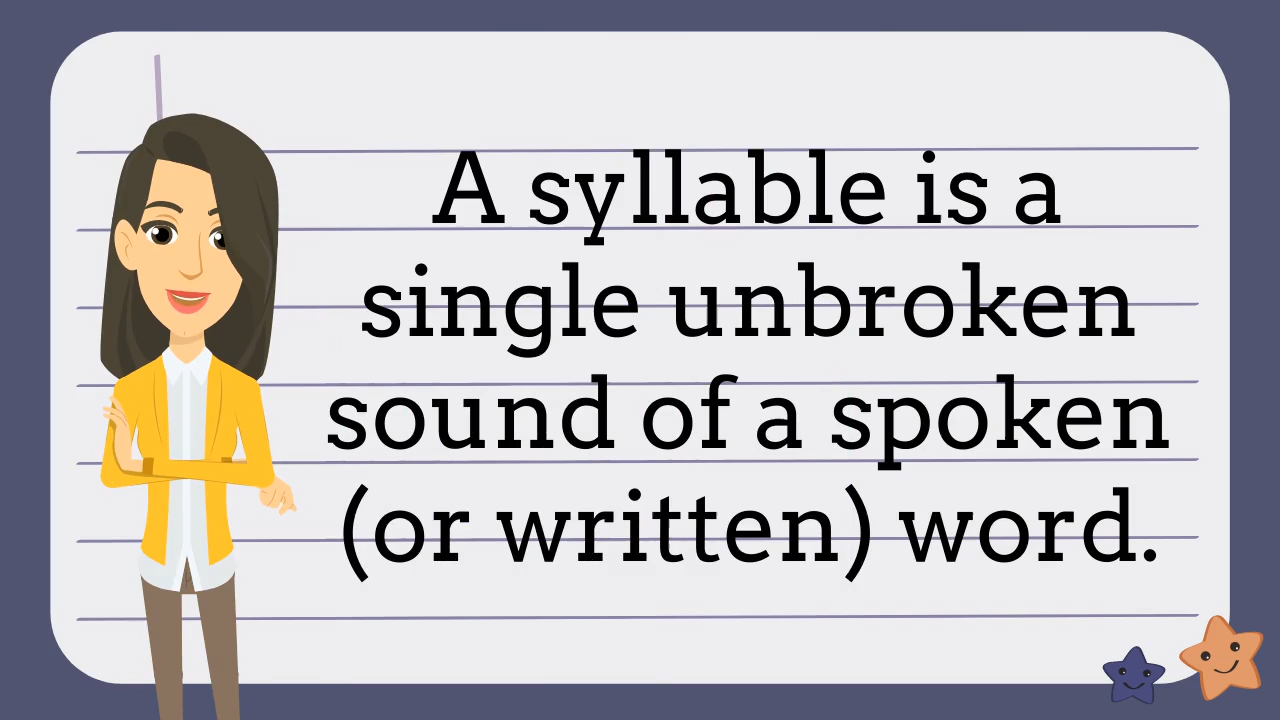 A syllable is a
single unbroken
sound of a spoken
(or written) word.